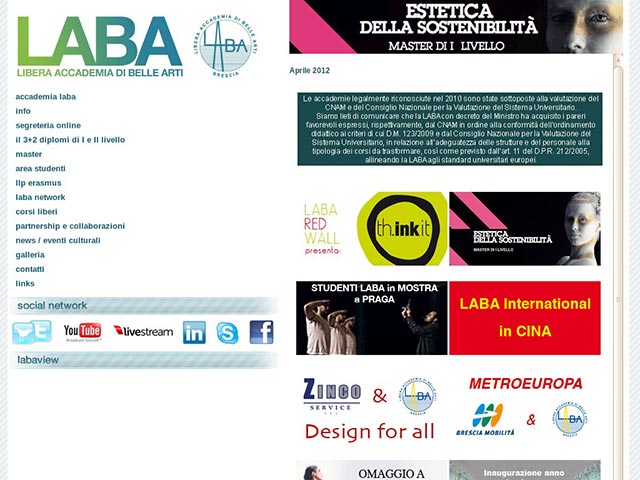 LABA
LIBERA ACCADEMIA DI BELLE ARTI
LIBERA ACCADEMIA DI BELLE ARTI
LABA
BRESCIA
accademia laba
info
segreteria online
il 3+2 diplomi di I e II livello
master
area studenti
llp erasmus
laba network
corsi liberi
partnership e collaborazioni
news / eventi culturali
galleria
contatti
links
social network
You Tube
Broadcast Yourself
livestream
in
f
labaview
ESTETICA
DELLA SOSTENIBILITÀ
MASTER DI I LIVELLO
Aprile 2012
Le accademie legalmente riconosciute nel 2010 sono state sottoposte alla valutazione del
CNAM e del Consiglio Nazionale per la Valutazione del Sistema Universitario.
Siamo lieti di comunicare che la LABA con decreto del Ministro ha acquisito i pareri
favorevoli espressi, rispettivamente, dal CNAM in ordine alla conformità dell'ordinamento
didattico ai criteri di cui D.M. 123/2009 e dal Consiglio Nazionale per la Valutazione del
Sistema Universitario, in relazione all'adeguatezza delle strutture e del personale alla
tipologia dei corsi da trasformare, così come previsto dall'art. 11 del D.P.R. 212/2005,
allineando la LABA agli standard universitari europei.
LABA
RED
WALL
presenta:
th.inkit
ESTETICA
DELLA SOSTENIBILITÀ
MASTER DI I LIVELLO
STUDENTI LABA in MOSTRA
a PRAGA
LABA International
in CINA
ZINCO
SERVICE
& LABA
Design for all
METROEUROPA
BRESCIA MOBILITÀ
& LABA
OMAGGIO A
Inaugurazione anno